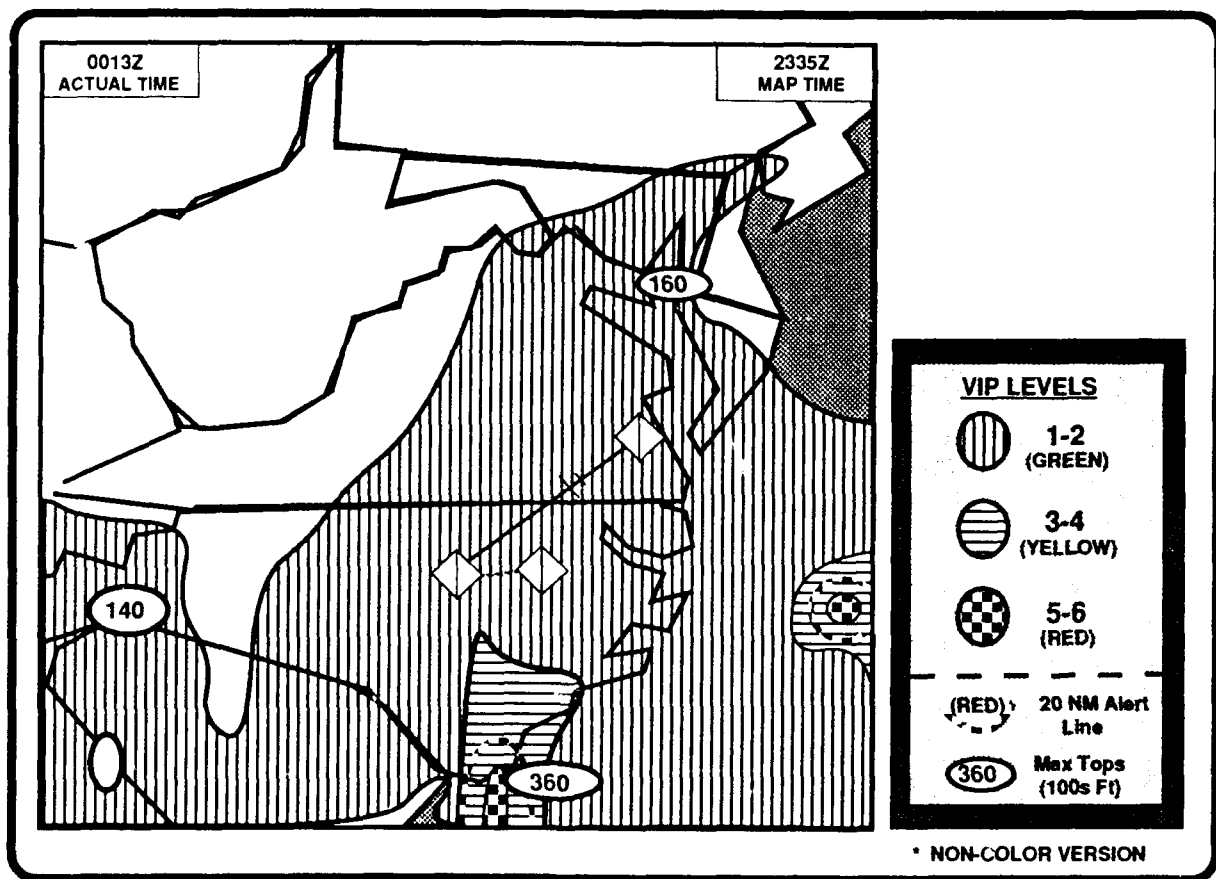 0013Z
ACTUAL TIME
2335Z
MAP TIME
160
140
360
VIP LEVELS
1-2
(GREEN)
3-4
(YELLOW)
5-6
(RED)
(RED)
20 NM Alert
Line
360
Max Tops
(100s Ft)
* NON-COLOR VERSION